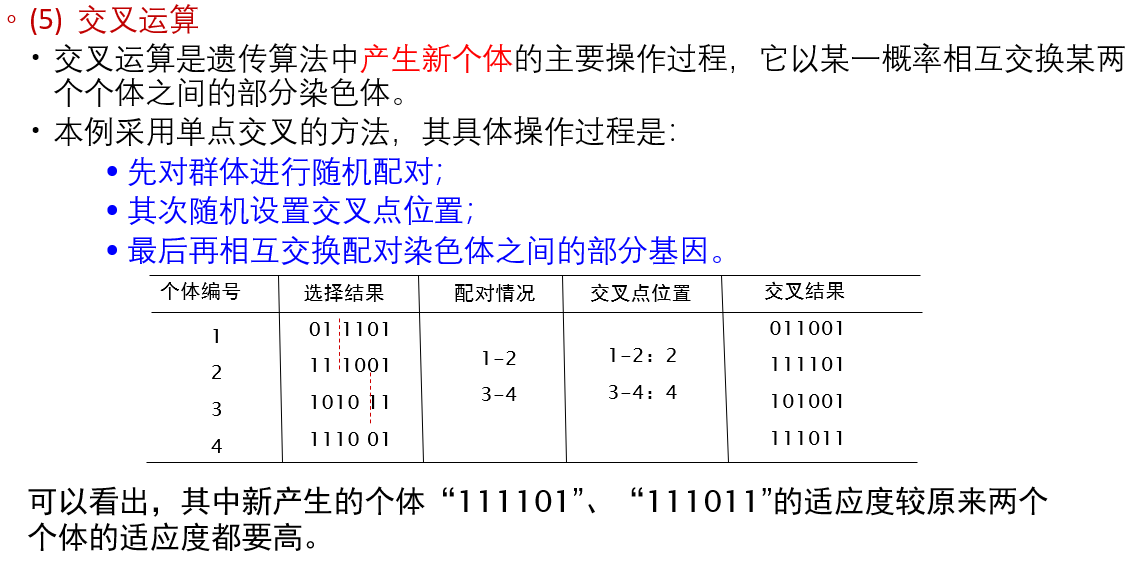 (5) 交叉运算
• 交叉运算是遗传算法中产生新个体的主要操作过程，它以某一概率相互交换某两
个个体之间的部分染色体。
• 本例采用单点交叉的方法，其具体操作过程是：
• 先对群体进行随机配对；
• 其次随机设置交叉点位置；
• 最后再相互交换配对染色体之间的部分基因。
个体编号 选择结果 配对情况 交叉点位置 交叉结果
1 01 1101 011001
2 11 1001 1-2 1-2：2 111101
3 1010 11 3-4 3-4：4 101001
4 1110 01 111011
可以看出，其中新产生的个体“111101”、“111011”的适应度较原来两个
个体的适应度都要高。